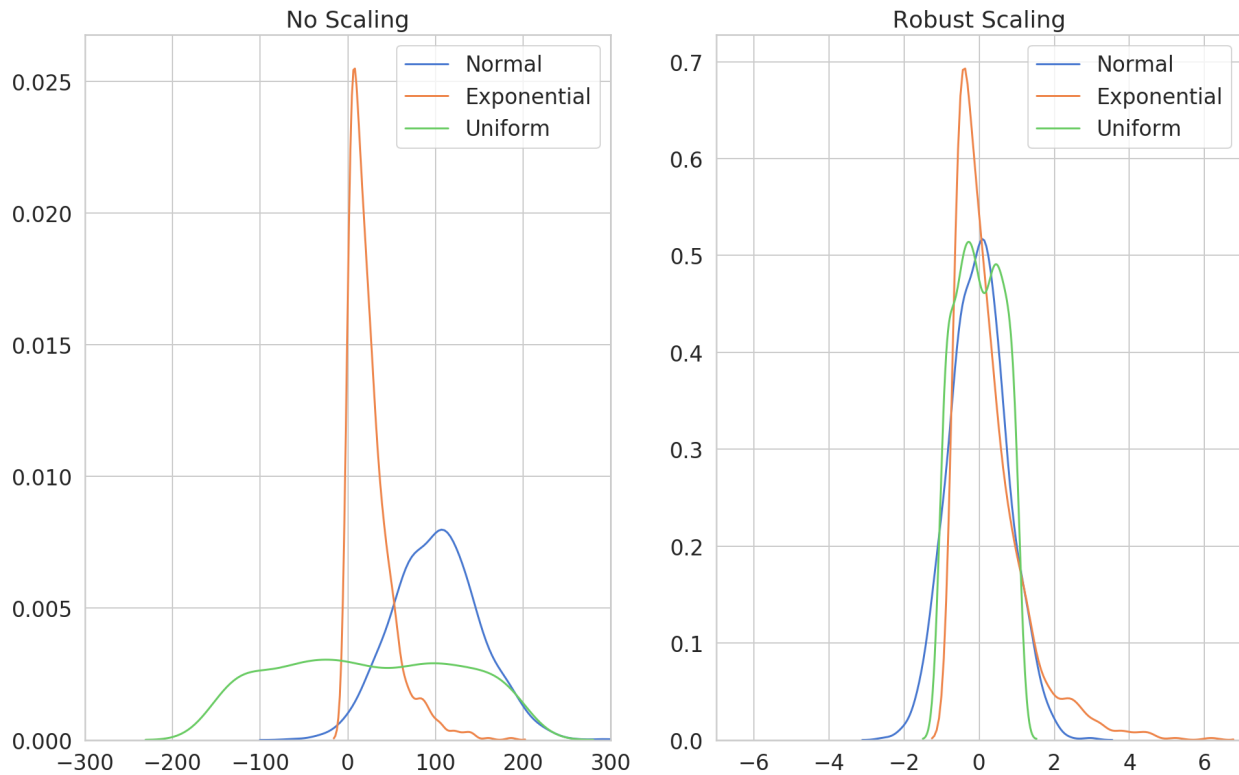 No Scaling
Normal
Exponential
Uniform
0.025
0.020
0.015
0.010
0.005
0.000
−300 −200 −100 0 100 200 300
Robust Scaling
Normal
Exponential
Uniform
0.7
0.6
0.5
0.4
0.3
0.2
0.1
0.0
−6 −4 −2 0 2 4 6